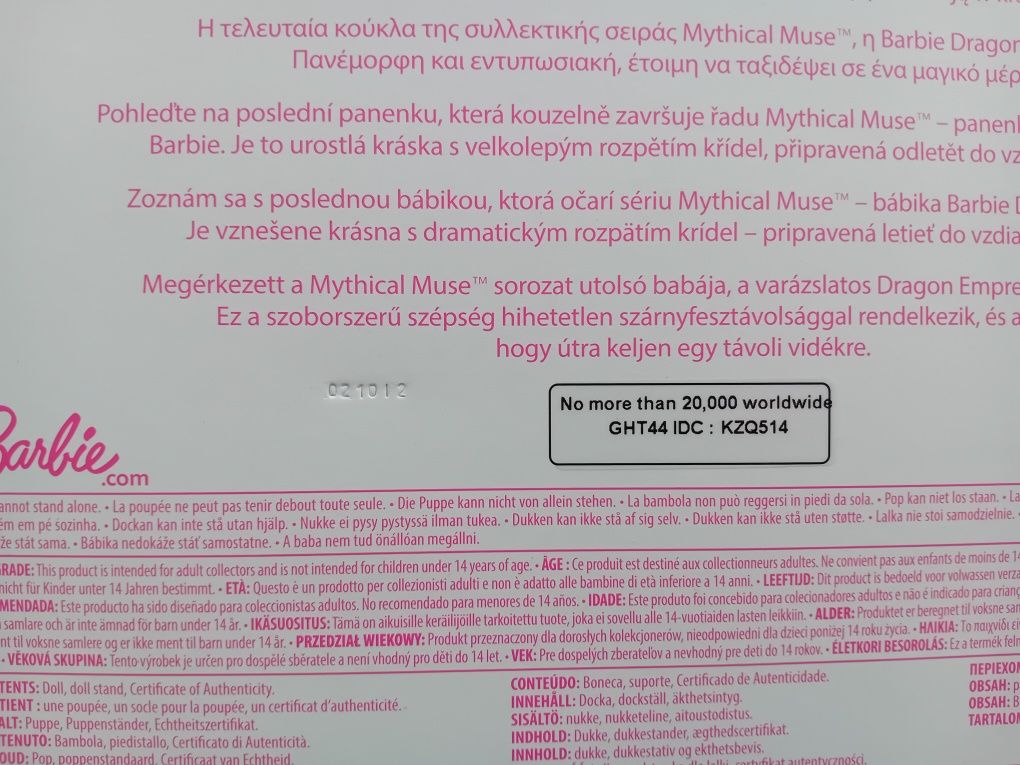 Η τελευταία κούκλα της συλλεκτικής σειράς Mythical Muse™, η Barbie Dragon
Πανέμορφη και εντυπωσιακή, έτοιμη να ταξιδέψει σε ένα μαγικό μέρ
Pohleďte na poslední panenku, která kouzelně završuje řadu Mythical Muse™ – panenk
Barbie. Je to urostlá kráska s velkolepým rozpětím křídel, připravená odletět do vz
Zoznám sa s poslednou bábikou, ktorá očarí sériu Mythical Muse™ – bábika Barbie D
Je vznešene krásna s dramatickým rozpätím krídel – pripravená letieť do vzdia
Megérkezett a Mythical Muse™ sorozat utolsó babája, a varázslatos Dragon Empre
Ez a szoborszerű szépség hihetetlen szárnyfesztávolsággal rendelkezik, és a
hogy útra keljen egy távoli vidékre.
021012
No more than 20,000 worldwide
GHT44 IDC : KZQ514
Barbie.com
annot stand alone. • La poupée ne peut pas tenir debout toute seule. • Die Puppe kann nicht von allein stehen. • La bambola non può reggersi in piedi da sola. • Pop kan niet los staan. • La
ém em pé sozinha. • Dockan kan inte stå utan hjälp. • Nukke ei pysy pystyssä ilman tukea. • Dukken kan ikke stå af sig selv. • Dukken kan ikke stå uten støtte. • Lalka nie stoi samodzielnie. •
že stát sama. • Bábika nedokáže stáť samostatne. • A baba nem tud önállóan megállni.
GRADE: This product is intended for adult collectors and is not intended for children under 14 years of age. • ÂGE : Ce produit est destiné aux collectionneurs adultes. Ne convient pas aux enfants de moins de 14
nicht für Kinder unter 14 Jahren bestimmt. • ETÀ: Questo è un prodotto per collezionisti adulti e non è adatto alle bambine di età inferiore a 14 anni. • LEEFTIJD: Dit product is bedoeld voor volwassen verza
MENDADA: Este producto ha sido diseñado para coleccionistas adultos. No recomendado para menores de 14 años. • IDADE: Este produto foi concebido para colecionadores adultos e não é indicado para crianç
samlare och är inte ämnad för barn under 14 år. • IKÄSUOSITUS: Tämä on aikuisille keräilijöille tarkoitettu tuote, joka ei sovellu alle 14-vuotiaiden lasten leikkiin. • ALDER: Produktet er beregnet til voksne sam
nt til voksne samlere og er ikke ment til barn under 14 år. • PRZEDZIAŁ WIEKOWY: Produkt przeznaczony dla dorosłych kolekcjonerów, nieodpowiedni dla dzieci poniżej 14 roku życia. • ΗΛΙΚΙΑ: Το παιχνίδι εί
• VĚKOVÁ SKUPINA: Tento výrobek je určen pro dospělé sběratele a není vhodný pro děti do 14 let. • VEK: Pre dospelých zberateľov a nevhodný pre deti do 14 rokov. • ÉLETKORI BESOROLÁS: Ez a termék feln
TENTS: Doll, doll stand, Certificate of Authenticity.
TIENT : une poupée, un socle pour la poupée, un certificat d'authenticité.
ALT: Puppe, Puppenständer, Echtheitszertifikat.
TENUTO: Bambola, piedistallo, Certificato di Autenticità.
OUD: Pop, poppenstandaard, Certificaat van Echtheid.
CONTEÚDO: Boneca, suporte, Certificado de Autenticidade.
INNEHÅLL: Docka, dockställ, äkthetsintyg.
SISÄLTÖ: nukke, nukketeline, aitoustodistus.
INDHOLD: Dukke, dukkestander, ægthedscertifikat.
INNHOLD: dukke, dukkestativ og ekthetsbevis.
certyfikat autentyczności.
ΠΕΡΙΕΧΟΜ
OBSAH: p
OBSAH: B
TARTALOM